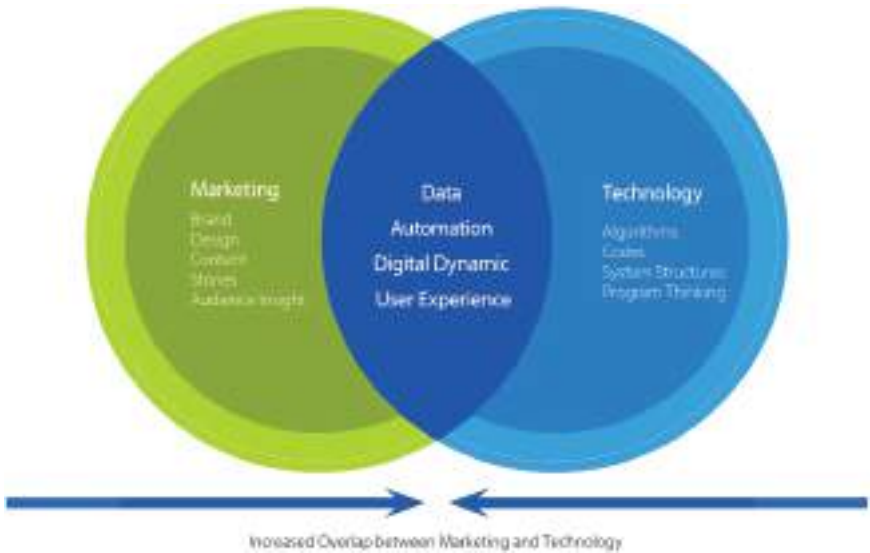 Marketing
Brand
Design
Content
Stories
Audience Insight
Data
Automation
Digital Dynamic
User Experience
Technology
Algorithms
Codes
System Structures
Program Thinking
Increased Overlap between Marketing and Technology